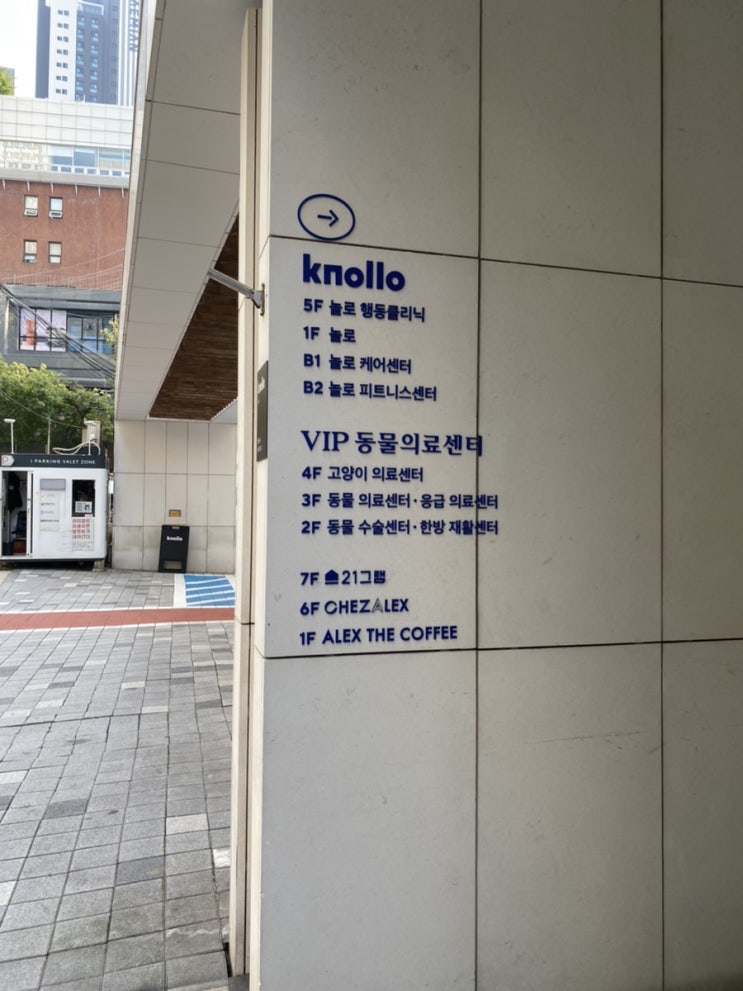 knollo
5F 놀로 행동클리닉
1F 놀로
B1 놀로 케어센터
B2 놀로 피트니스센터
VIP 동물의료센터
4F 고양이 의료센터
3F 동물 의료센터·응급 의료센터
2F 동물 수술센터·한방 재활센터
7F 21그램
6F CHEZALEX
1F ALEX THE COFFEE
PARKING VALET ZONE
knollo